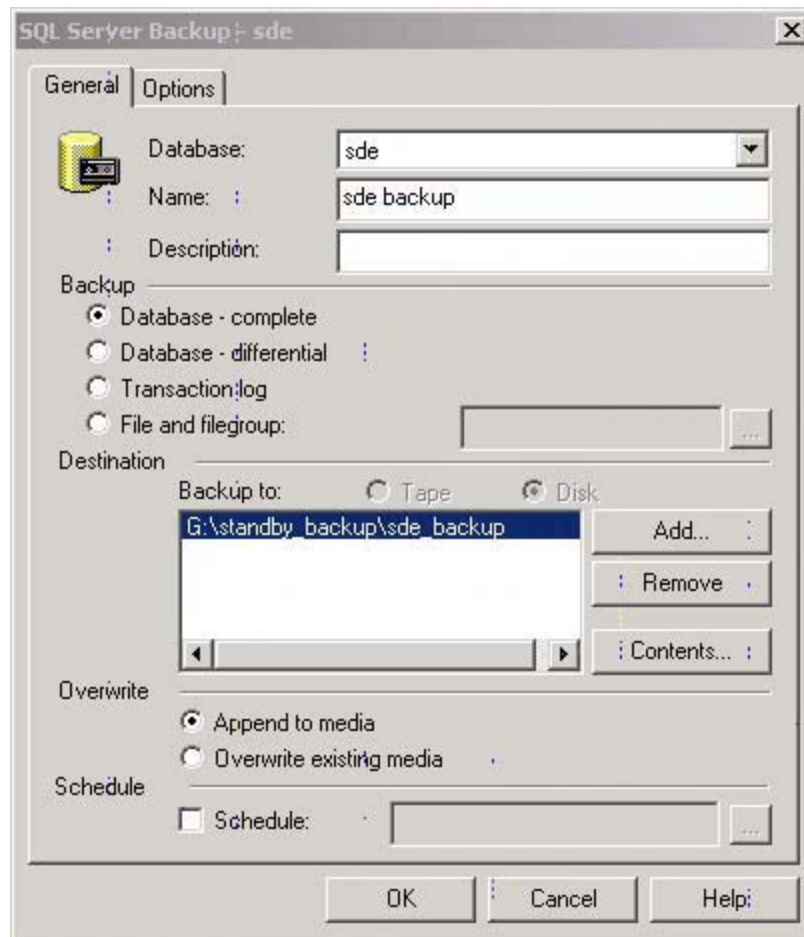 SQL Server Backup - sde
General Options
Database: sde
Name: sde backup
Description:
Backup
Database - complete
Database - differential
Transaction log
File and filegroup: ...
Destination
Backup to: Tape Disk
G:\standby_backup\sde_backup
Add...
Remove
Contents...
Overwrite
Append to media
Overwrite existing media
Schedule
Schedule: ...
OK Cancel Help